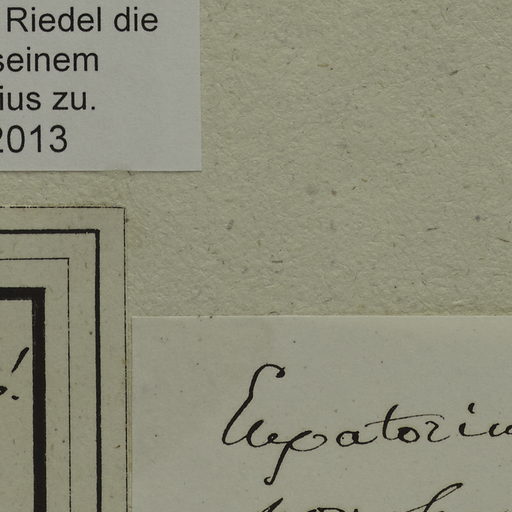 Riedel die
seinem
ius zu.
2013
Eupatoriu